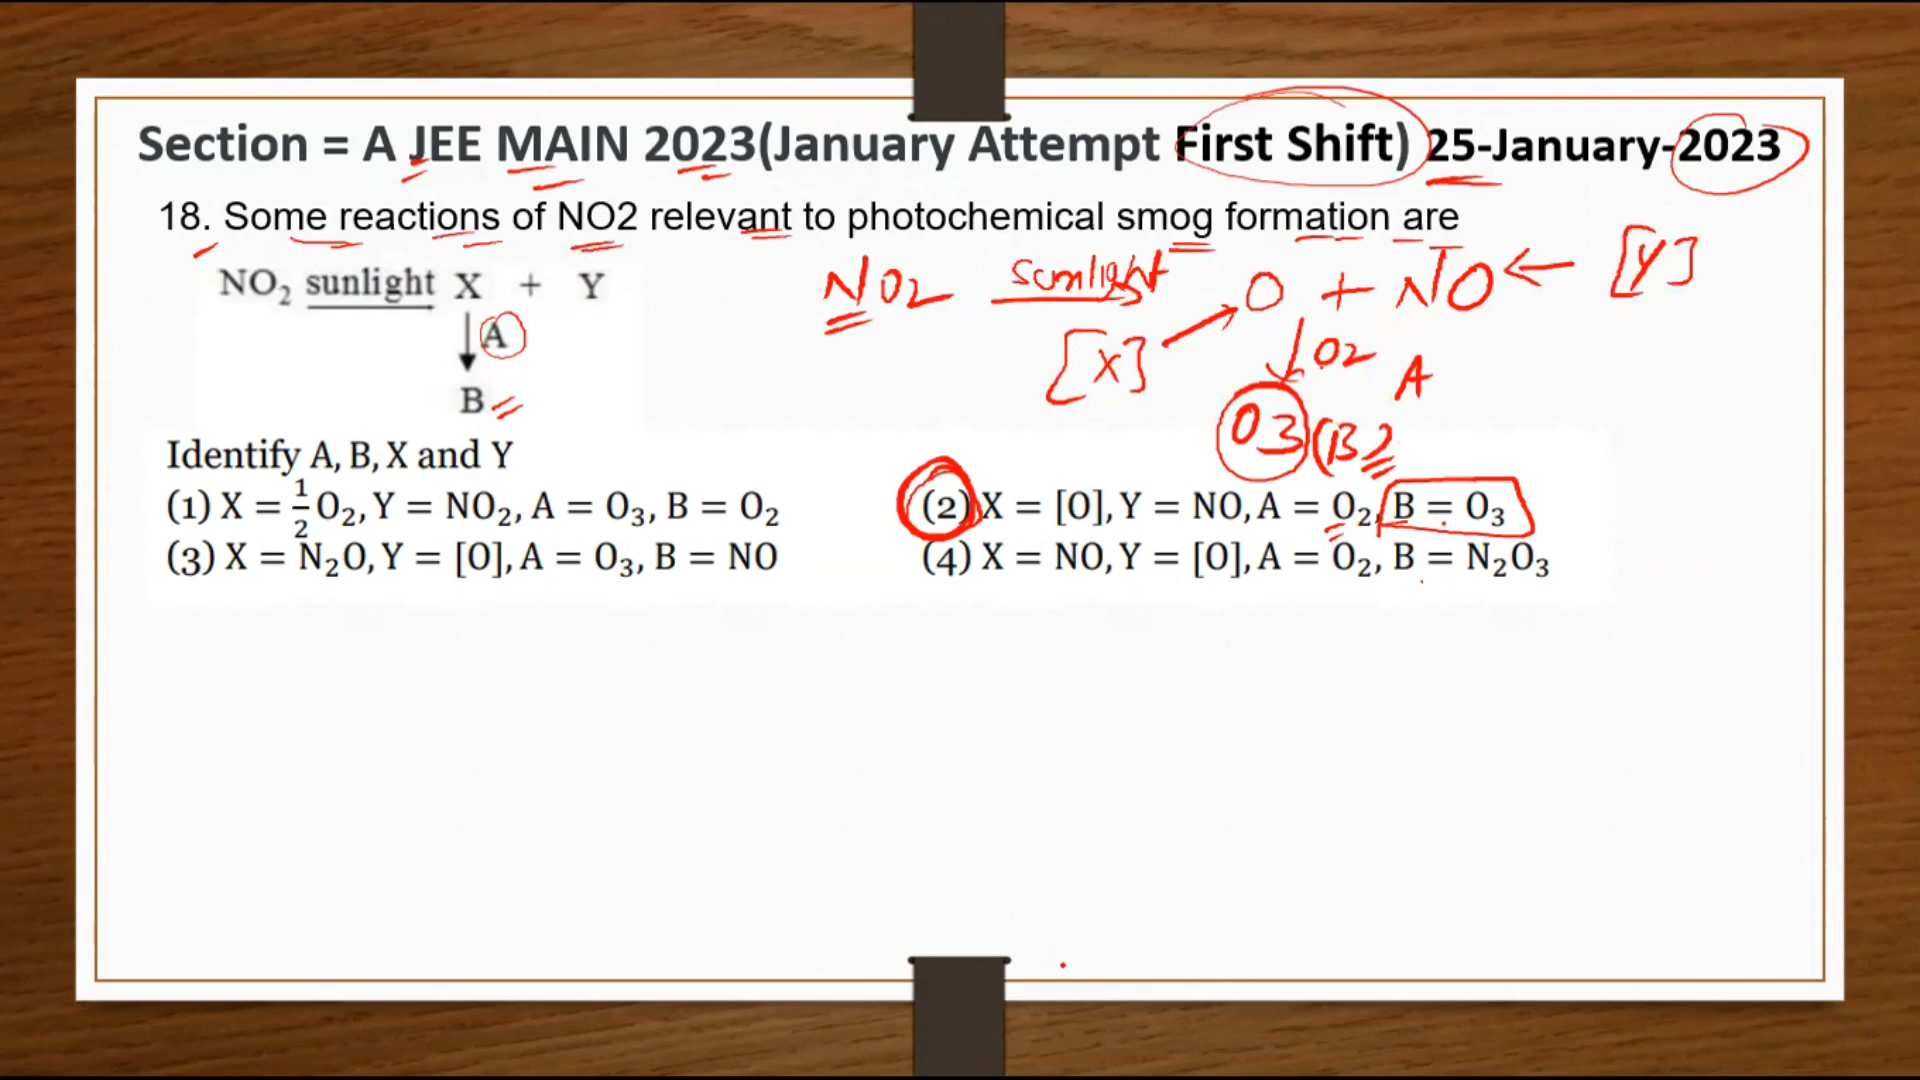 Section = A JEE MAIN 2023(January Attempt First Shift) 25-January-2023
18. Some reactions of NO2 relevant to photochemical smog formation are
NO₂ sunlight X + Y
A
B
NO2 sunlight O + NO ← [Y]
[X]
O2 A
O3 (B)
Identify A, B, X and Y
(1) X = ½O₂, Y = NO₂, A = O₃, B = O₂
(2) X = [O], Y = NO, A = O₂, B = O₃
(3) X = N₂O, Y = [O], A = O₃, B = NO
(4) X = NO, Y = [O], A = O₂, B = N₂O₃